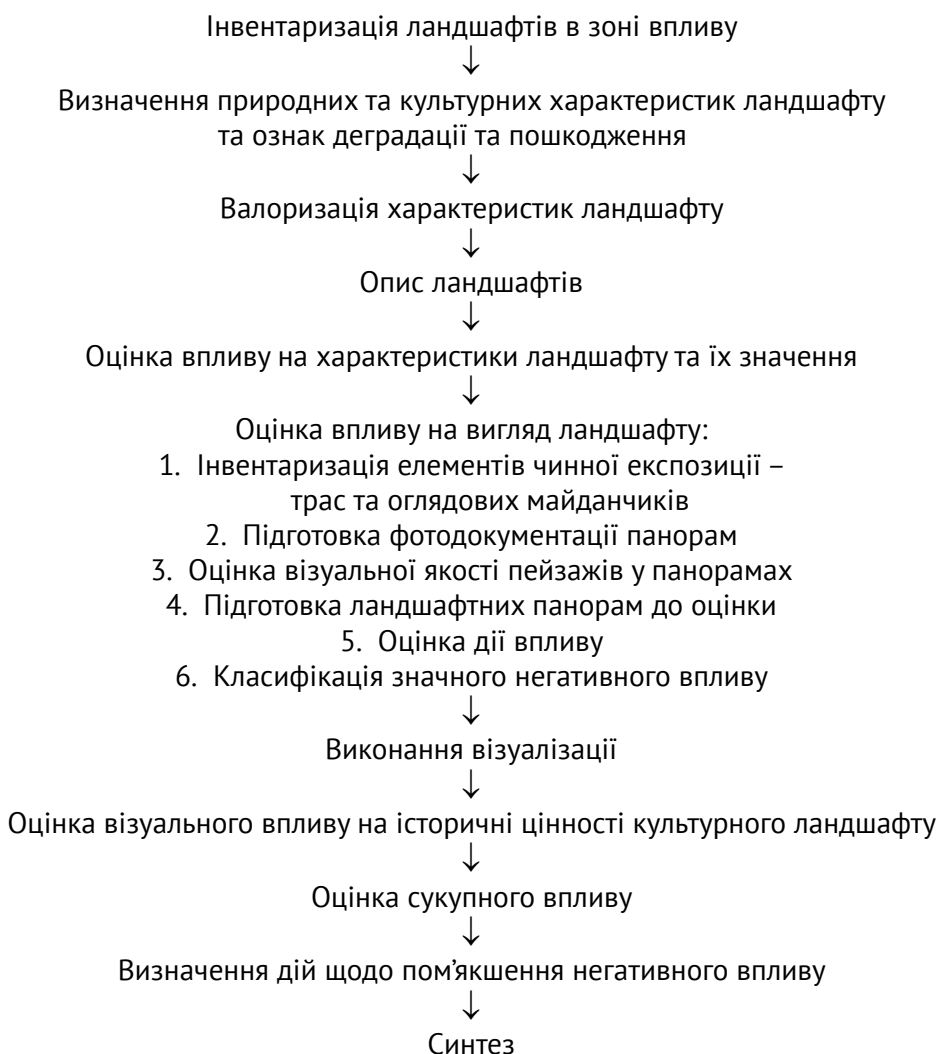 Інвентаризація ландшафтів в зоні впливу
↓
Визначення природних та культурних характеристик ландшафту
та ознак деградації та пошкодження
↓
Валоризація характеристик ландшафту
↓
Опис ландшафтів
↓
Оцінка впливу на характеристики ландшафту та їх значення
↓
Оцінка впливу на вигляд ландшафту:
1. Інвентаризація елементів чинної експозиції –
трас та оглядових майданчиків
2. Підготовка фотодокументації панорам
3. Оцінка візуальної якості пейзажів у панорамах
4. Підготовка ландшафтних панорам до оцінки
5. Оцінка дії впливу
6. Класифікація значного негативного впливу
↓
Виконання візуалізації
↓
Оцінка візуального впливу на історичні цінності культурного ландшафту
↓
Оцінка сукупного впливу
↓
Визначення дій щодо пом’якшення негативного впливу
↓
Синтез